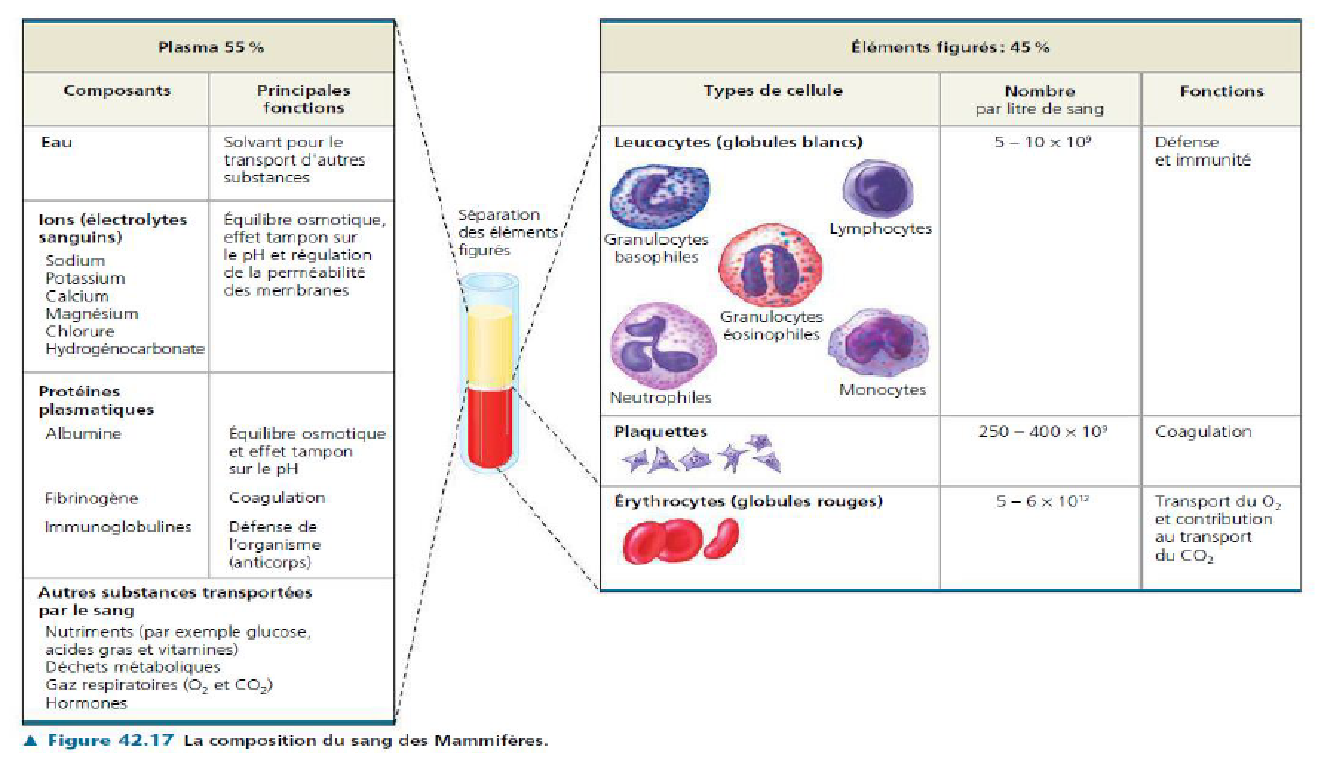 Plasma 55 %
Composants
Principales
fonctions
Eau
Solvant pour le
transport d'autres
substances
Ions (électrolytes
sanguins)
Sodium
Potassium
Calcium
Magnésium
Chlorure
Hydrogénocarbonate
Équilibre osmotique,
effet tampon sur
le pH et régulation
de la perméabilité
des membranes
Protéines
plasmatiques
Albumine
Équilibre osmotique
et effet tampon
sur le pH
Fibrinogène
Coagulation
Immunoglobulines
Défense de
l'organisme
(anticorps)
Autres substances transportées
par le sang
Nutriments (par exemple glucose,
acides gras et vitamines)
Déchets métaboliques
Gaz respiratoires (O₂ et CO₂)
Hormones
Séparation
des éléments
figurés
Éléments figurés : 45 %
Types de cellule
Nombre
par litre de sang
Fonctions
Leucocytes (globules blancs)
5 – 10 × 10⁹
Défense
et immunité
Granulocytes
basophiles
Lymphocytes
Granulocytes
éosinophiles
Neutrophiles
Monocytes
Plaquettes
250 – 400 × 10⁹
Coagulation
Érythrocytes (globules rouges)
5 – 6 × 10¹²
Transport du O₂
et contribution
au transport
du CO₂
▲ Figure 42.17 La composition du sang des Mammifères.